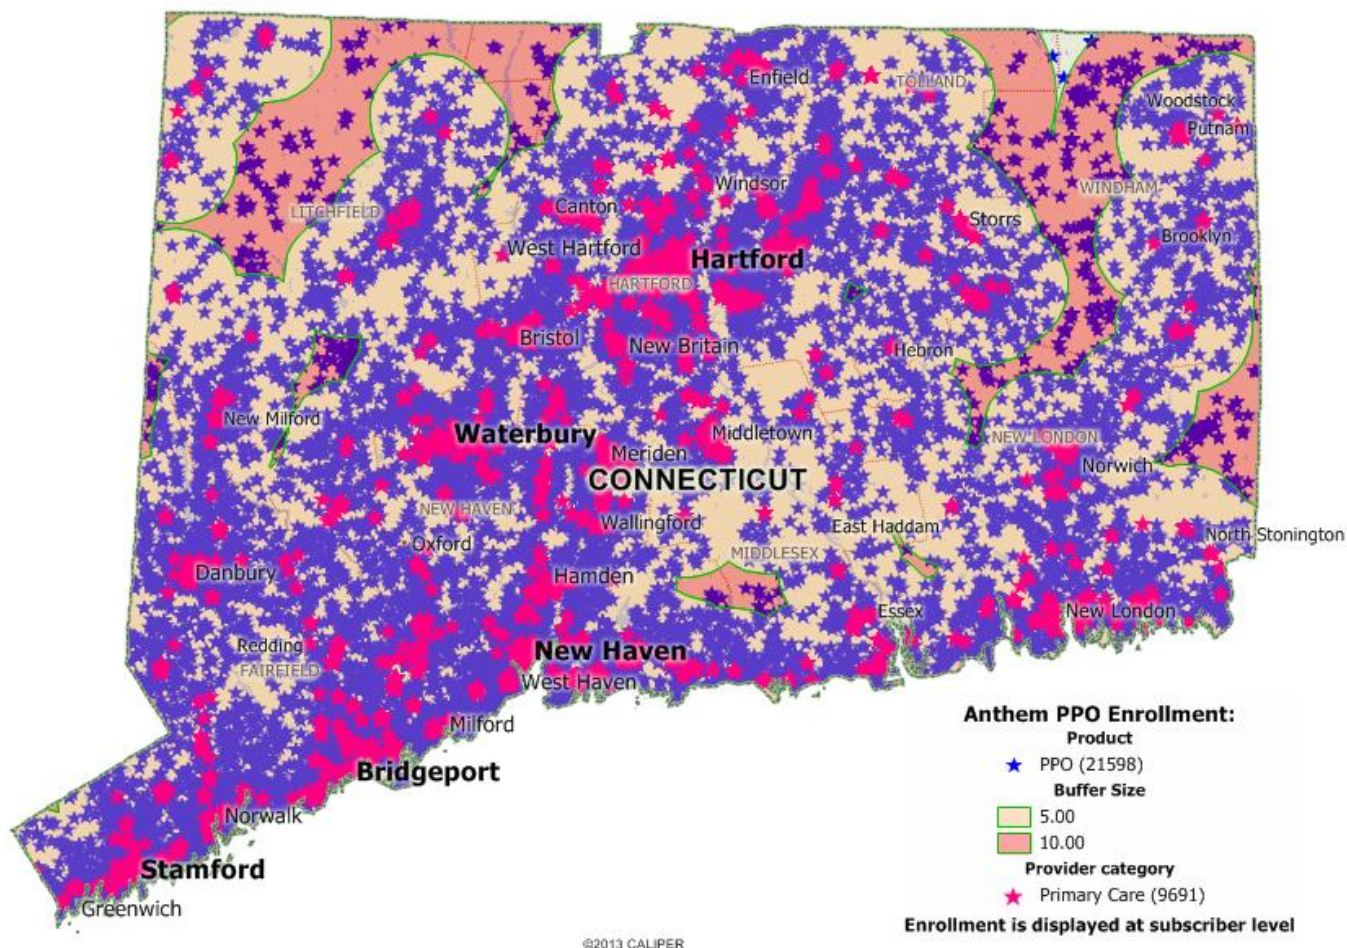 Enfield
TOLLAND
Woodstock
Putnam
Windsor
WINDHAM
LITCHFIELD
Canton
Storrs
West Hartford
Brooklyn
Hartford
HARTFORD
Bristol
New Britain
Hebron
New Milford
Waterbury
Middletown
NEW LONDON
Meriden
Norwich
CONNECTICUT
NEW HAVEN
Wallingford
East Haddam
North Stonington
Oxford
MIDDLESEX
Danbury
Hamden
Essex
New London
Redding
New Haven
FAIRFIELD
West Haven
Milford
Bridgeport
Norwalk
Stamford
Greenwich
Anthem PPO Enrollment:
Product
PPO (21598)
Buffer Size
5.00
10.00
Provider category
Primary Care (9691)
Enrollment is displayed at subscriber level
©2013 CALIPER